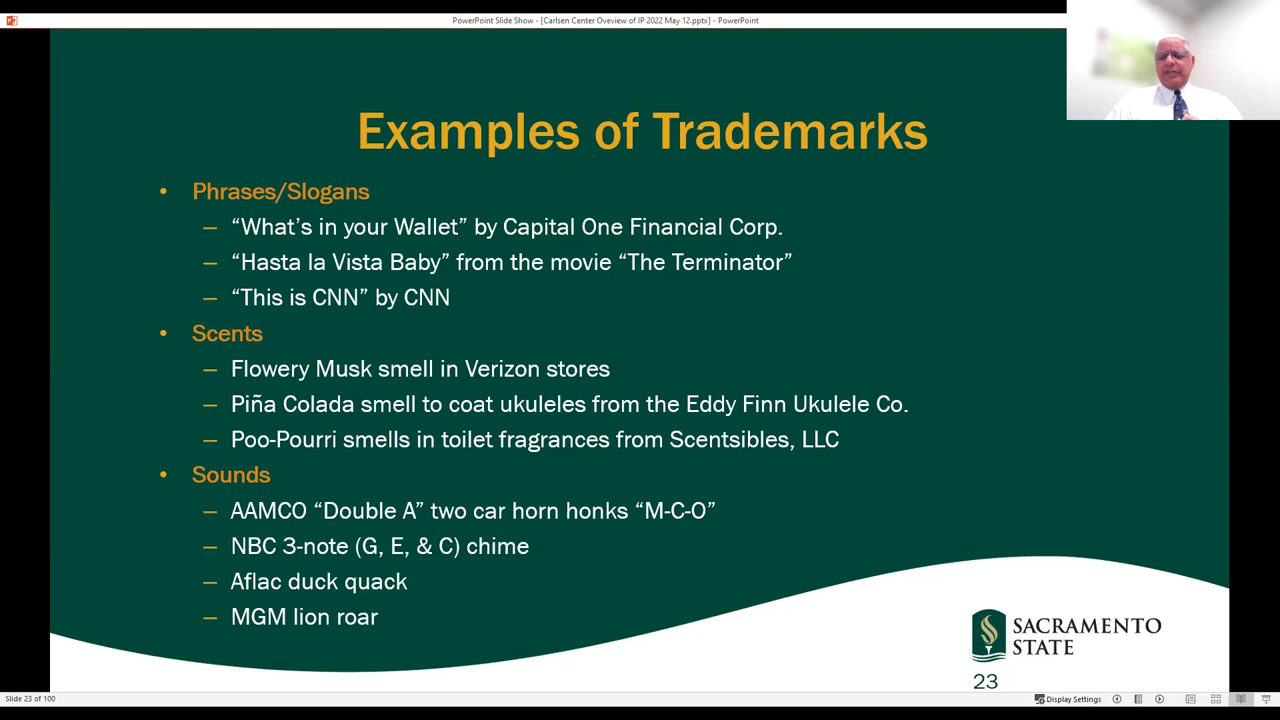 PowerPoint Slide Show - [Carlsen Center Oveview of IP 2022 May 12.pptx] - PowerPoint
Examples of Trademarks
• Phrases/Slogans
– “What’s in your Wallet” by Capital One Financial Corp.
– “Hasta la Vista Baby” from the movie “The Terminator”
– “This is CNN” by CNN
• Scents
– Flowery Musk smell in Verizon stores
– Piña Colada smell to coat ukuleles from the Eddy Finn Ukulele Co.
– Poo-Pourri smells in toilet fragrances from Scentsibles, LLC
• Sounds
– AAMCO “Double A” two car horn honks “M-C-O”
– NBC 3-note (G, E, & C) chime
– Aflac duck quack
– MGM lion roar
SACRAMENTO
STATE
23
Slide 23 of 100
Display Settings